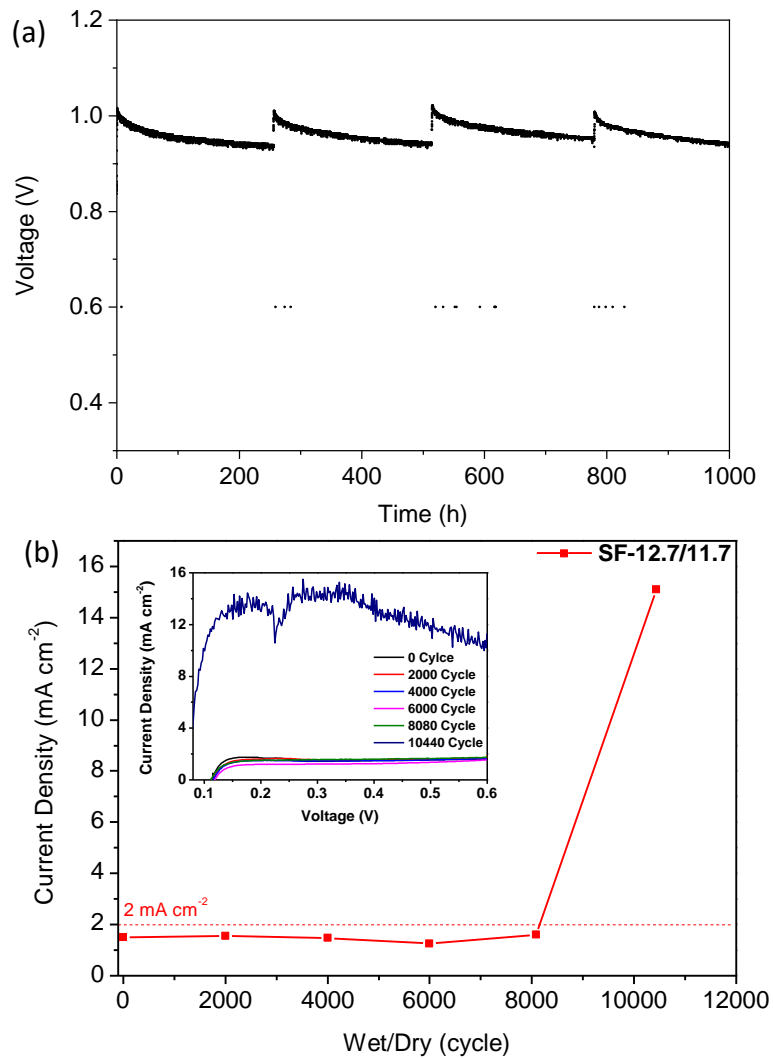 (a)
1.2
1.0
0.8
0.6
0.4
Voltage (V)
0 200 400 600 800 1000
Time (h)
(b)
16
14
12
10
8
6
4
2
0
Current Density (mA cm⁻²)
SF-12.7/11.7
2 mA cm⁻²
16
12
8
4
0
Current Density (mA cm⁻²)
0 Cylce
2000 Cycle
4000 Cycle
6000 Cycle
8080 Cycle
10440 Cycle
0.1 0.2 0.3 0.4 0.5 0.6
Voltage (V)
0 2000 4000 6000 8000 10000 12000
Wet/Dry (cycle)